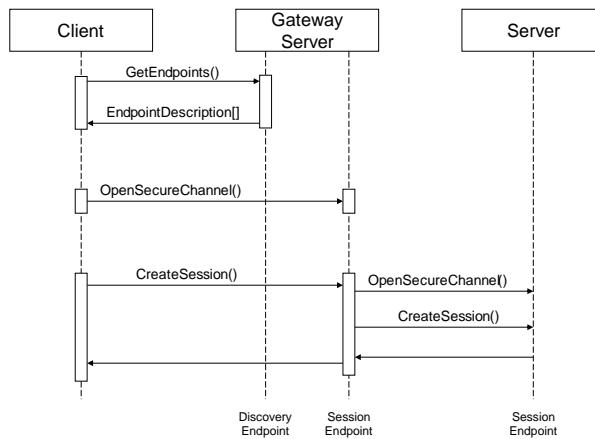 Client
Gateway
Server
Server
GetEndpoints()
EndpointDescription[]
OpenSecureChannel()
CreateSession()
OpenSecureChannel()
CreateSession()
Discovery
Endpoint
Session
Endpoint
Session
Endpoint